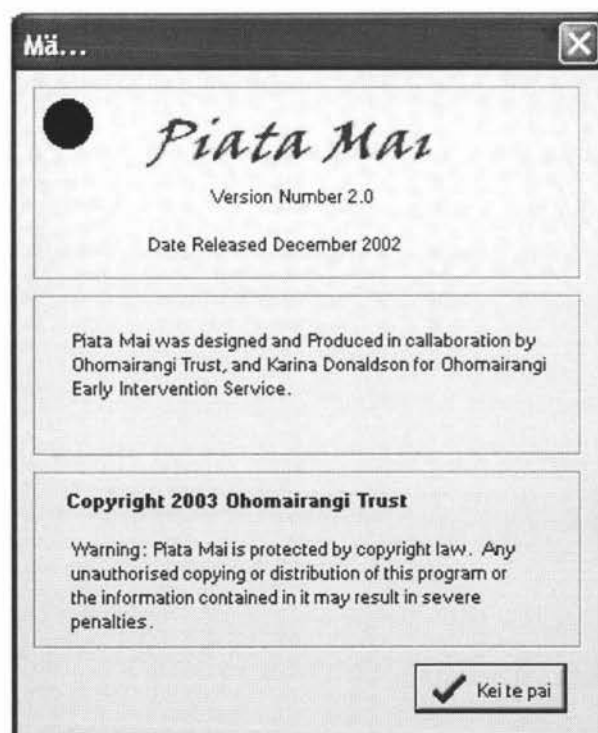 Mä...
Piata Mai
Version Number 2.0
Date Released December 2002
Piata Mai was designed and Produced in callaboration by
Ohomairangi Trust, and Karina Donaldson for Ohomairangi
Early Intervention Service.
Copyright 2003 Ohomairangi Trust
Warning: Piata Mai is protected by copyright law. Any
unauthorised copying or distribution of this program or
the information contained in it may result in severe
penalties.
Kei te pai